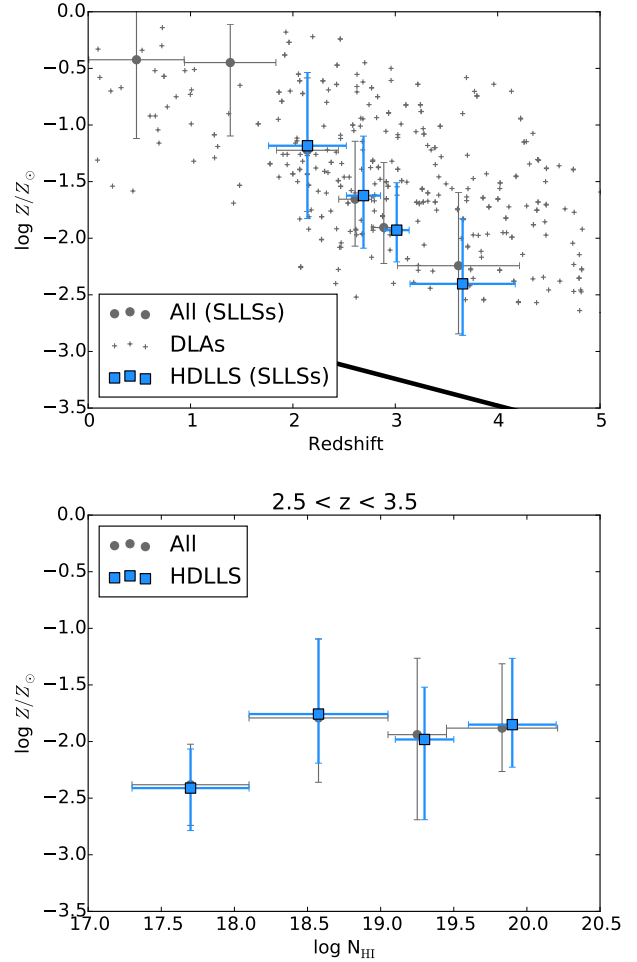 0.0
−0.5
−1.0
−1.5
−2.0
−2.5
−3.0
−3.5
log Z/Z⊙
All (SLLSs)
DLAs
HDLLS (SLLSs)
0 1 2 3 4 5
Redshift
2.5 < z < 3.5
0.0
−0.5
−1.0
−1.5
−2.0
−2.5
−3.0
−3.5
log Z/Z⊙
All
HDLLS
17.0 17.5 18.0 18.5 19.0 19.5 20.0 20.5
log N_HI